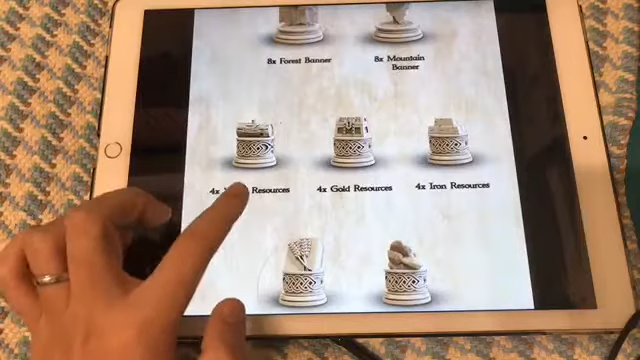 8x Forest Banner
8x Mountain
Banner
4x Resources
4x Gold Resources
4x Iron Resources